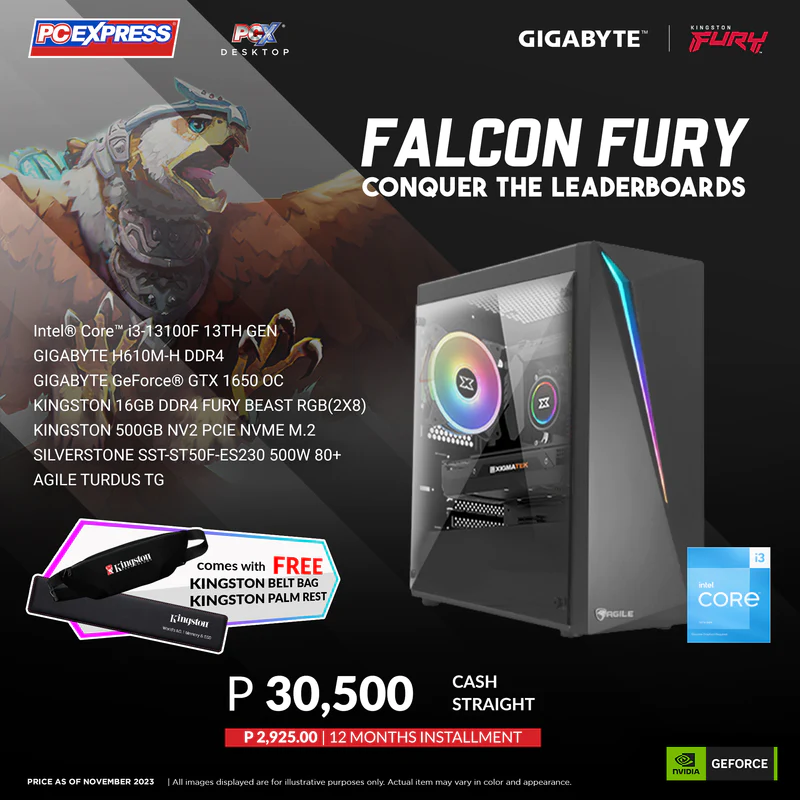 PCEXPRESS
PCX
DESKTOP
GIGABYTE™
KINGSTON
FURY
FALCON FURY
CONQUER THE LEADERBOARDS
Intel® Core™ i3-13100F 13TH GEN
GIGABYTE H610M-H DDR4
GIGABYTE GeForce® GTX 1650 OC
KINGSTON 16GB DDR4 FURY BEAST RGB(2X8)
KINGSTON 500GB NV2 PCIE NVME M.2
SILVERSTONE SST-ST50F-ES230 500W 80+
AGILE TURDUS TG
XIGMATEK
AGILE
i3
intel
CORE
Kingston
Kingston
comes with FREE
KINGSTON BELT BAG
KINGSTON PALM REST
P 30,500
CASH
STRAIGHT
P 2,925.00 | 12 MONTHS INSTALLMENT
NVIDIA
GEFORCE
PRICE AS OF NOVEMBER 2023 | All images displayed are for illustrative purposes only. Actual item may vary in color and appearance.